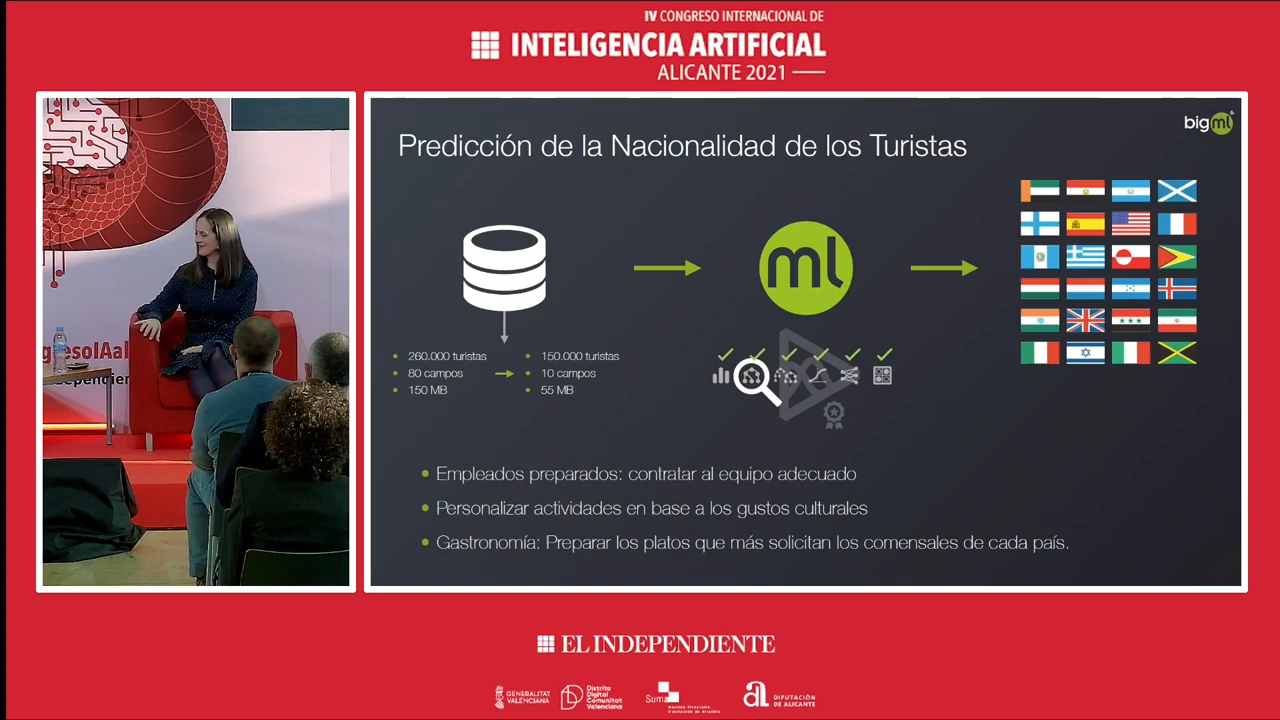 IV CONGRESO INTERNACIONAL DE
INTELIGENCIA ARTIFICIAL
ALICANTE 2021
bigml
Predicción de la Nacionalidad de los Turistas
ml
260.000 turistas
80 campos
150 MB
150.000 turistas
10 campos
55 MB
Empleados preparados: contratar al equipo adecuado
Personalizar actividades en base a los gustos culturales
Gastronomía: Preparar los platos que más solicitan los comensales de cada país.
gresoIAal
EL INDEPENDIENTE
GENERALITAT
VALENCIANA
Distrito
Digital
Comunitat
Valenciana
Suma
DIPUTACIÓN
DE ALICANTE